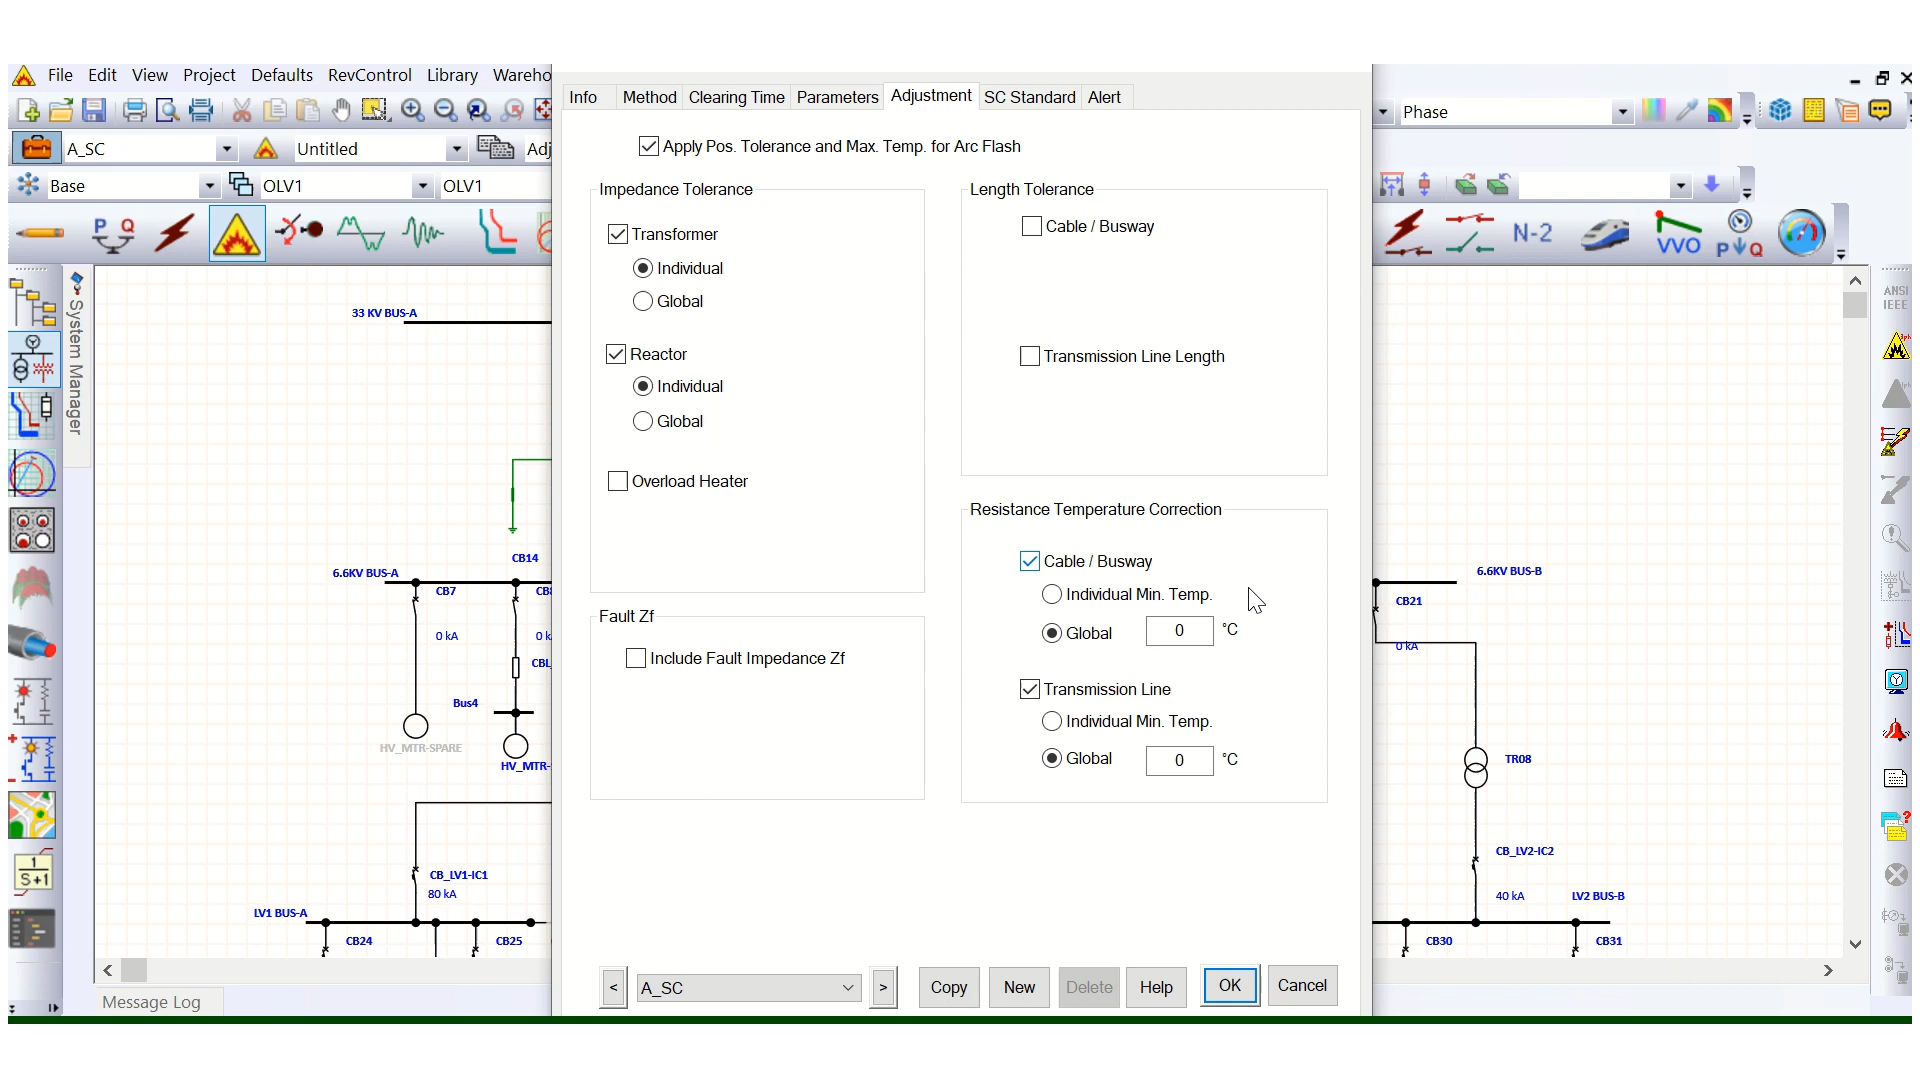 File Edit View Project Defaults RevControl Library Wareho
Info Method Clearing Time Parameters Adjustment SC Standard Alert
Phase
A_SC
Untitled
Adj
Base
OLV1
OLV1
P Q
N-2
VVO
P Q
System Manager
Apply Pos. Tolerance and Max. Temp. for Arc Flash
Impedance Tolerance
Transformer
Individual
Global
Reactor
Individual
Global
Overload Heater
Fault Zf
Include Fault Impedance Zf
Length Tolerance
Cable / Busway
Transmission Line Length
Resistance Temperature Correction
Cable / Busway
Individual Min. Temp.
Global 0 °C
Transmission Line
Individual Min. Temp.
Global 0 °C
< A_SC > Copy New Delete Help OK Cancel
33 KV BUS-A
CB14
6.6KV BUS-A
CB7
0 kA
Bus4
HV_MTR-SPARE
HV_MTR-
CB_LV1-IC1
80 kA
LV1 BUS-A
CB24
CB25
6.6KV BUS-B
CB21
0 kA
TR08
CB_LV2-IC2
40 kA
LV2 BUS-B
CB30
CB31
ANSI
IEEE
1
S+1
Message Log